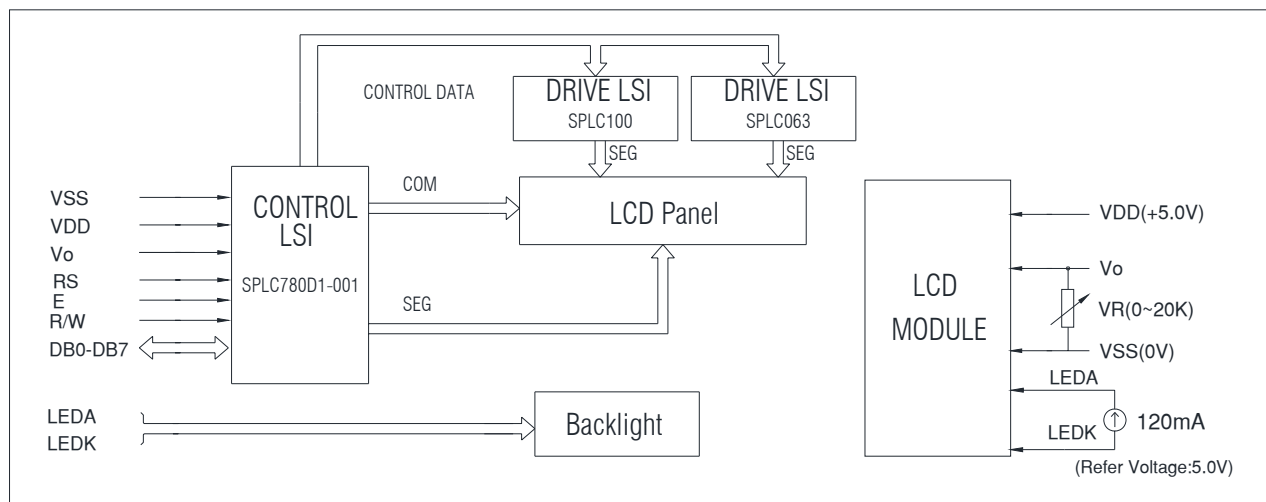 CONTROL DATA
DRIVE LSI
SPLC100
DRIVE LSI
SPLC063
SEG
SEG
VSS
VDD
Vo
RS
E
R/W
DB0-DB7
CONTROL
LSI
SPLC780D1-001
COM
SEG
LCD Panel
LEDA
LEDK
Backlight
LCD
MODULE
VDD(+5.0V)
Vo
VR(0~20K)
VSS(0V)
LEDA
LEDK
120mA
(Refer Voltage:5.0V)